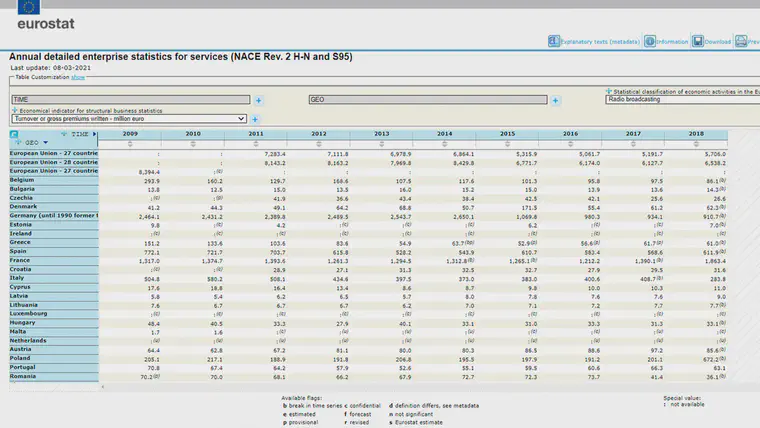 eurostat
Explanatory texts (metadata) Information Download
Annual detailed enterprise statistics for services (NACE Rev. 2 H-N and S95)
Last update: 08-03-2021
Table Customization show
Statistical classification of economic activities in the
TIME GEO Radio broadcasting
Economical indicator for structural business statistics
Turnover or gross premiums written - million euro
TIME 2009 2010 2011 2012 2013 2014 2015 2016 2017 2018
GEO
European Union - 27 countrie : : 7,283.4 7,111.8 6,978.9 6,864.1 5,315.9 5,061.7 5,191.7 5,706.0
European Union - 28 countrie : : 8,143.2 8,163.2 7,969.8 8,429.8 6,771.7 6,174.0 6,127.7 6,538.2
European Union - 27 countrie 8,394.4 :(c) : : : : : : : :
Belgium 293.9 160.2 129.7 168.6 107.5 117.6 101.3 95.8 97.5 86.1(b)
Bulgaria 13.8 12.5 15.0 13.5 16.0 15.2 15.0 13.9 13.6 14.3(b)
Czechia :(c) :(c) 41.9 36.6 43.4 38.4 42.5 42.1 25.6 26.6
Denmark 41.2 44.3 49.1 64.2 68.8 50.7 171.5 55.4 61.2 62.3(b)
Germany (until 1990 former t 2,464.1 2,431.2 2,389.8 2,489.5 2,543.7 2,650.1 1,069.8 980.3 934.1 910.7(b)
Estonia 9.8 :(c) 4.2 :(c) :(c) :(c) 6.2 :(c) :(c) 7.0(b)
Ireland :(c) :(c) :(c) :(c) :(c) :(c) :(c) :(c) :(c) :(c)
Greece 151.2 133.6 103.6 83.6 54.9 63.7(bd) 52.9(b) 56.6(b) 61.7(b) 61.0(b)
Spain 772.1 721.7 703.7 615.8 528.2 543.9 610.7 583.4 568.6 611.9(b)
France 1,317.0 1,374.7 1,393.6 1,261.3 1,294.5 1,312.8(b) 1,265.1(b) 1,212.2 1,390.1(b) 1,863.4
Croatia :(c) :(c) 28.9 27.1 31.3 32.5 32.7 27.9 29.5 31.6
Italy 504.8 580.2 508.1 434.8 397.5 373.0 383.0 400.6 408.7(b) 283.8
Cyprus 17.6 18.8 16.4 13.4 8.6 8.7 9.8 10.0 10.3 11.0
Latvia 5.8 5.4 6.2 6.5 5.7 8.0 7.8 7.6 7.6 9.0
Lithuania 7.6 6.7 6.7 6.7 6.2 7.0 7.1 7.2 7.7 7.7(b)
Luxembourg :(c) :(c) :(c) :(c) :(c) :(c) :(c) :(c) :(c) :(c)
Hungary 48.4 40.5 33.3 27.9 40.1 33.1 31.0 33.3 31.3 33.1(b)
Malta 1.7 1.6 :(u) :(u) :(u) :(u) :(u) :(u) :(u) :(c)
Netherlands :(c) :(c) :(u) :(u) :(u) :(u) :(u) :(u) :(u) :(c)
Austria 64.4 62.8 67.2 81.1 80.0 80.3 86.5 88.6 97.2 85.6(b)
Poland 205.1 217.1 188.9 191.8 206.8 195.5 197.9 191.2 201.1 672.2(b)
Portugal 70.8 67.4 64.2 57.9 52.6 55.1 59.5 60.6 66.3 63.1
Romania 70.2(b) 70.0 68.1 66.2 67.9 72.7 72.3 73.7 41.4 36.1(b)
Available flags: Special value:
b break in time series c confidential d definition differs, see metadata : not available
e estimated f forecast n not significant
p provisional r revised s Eurostat estimate